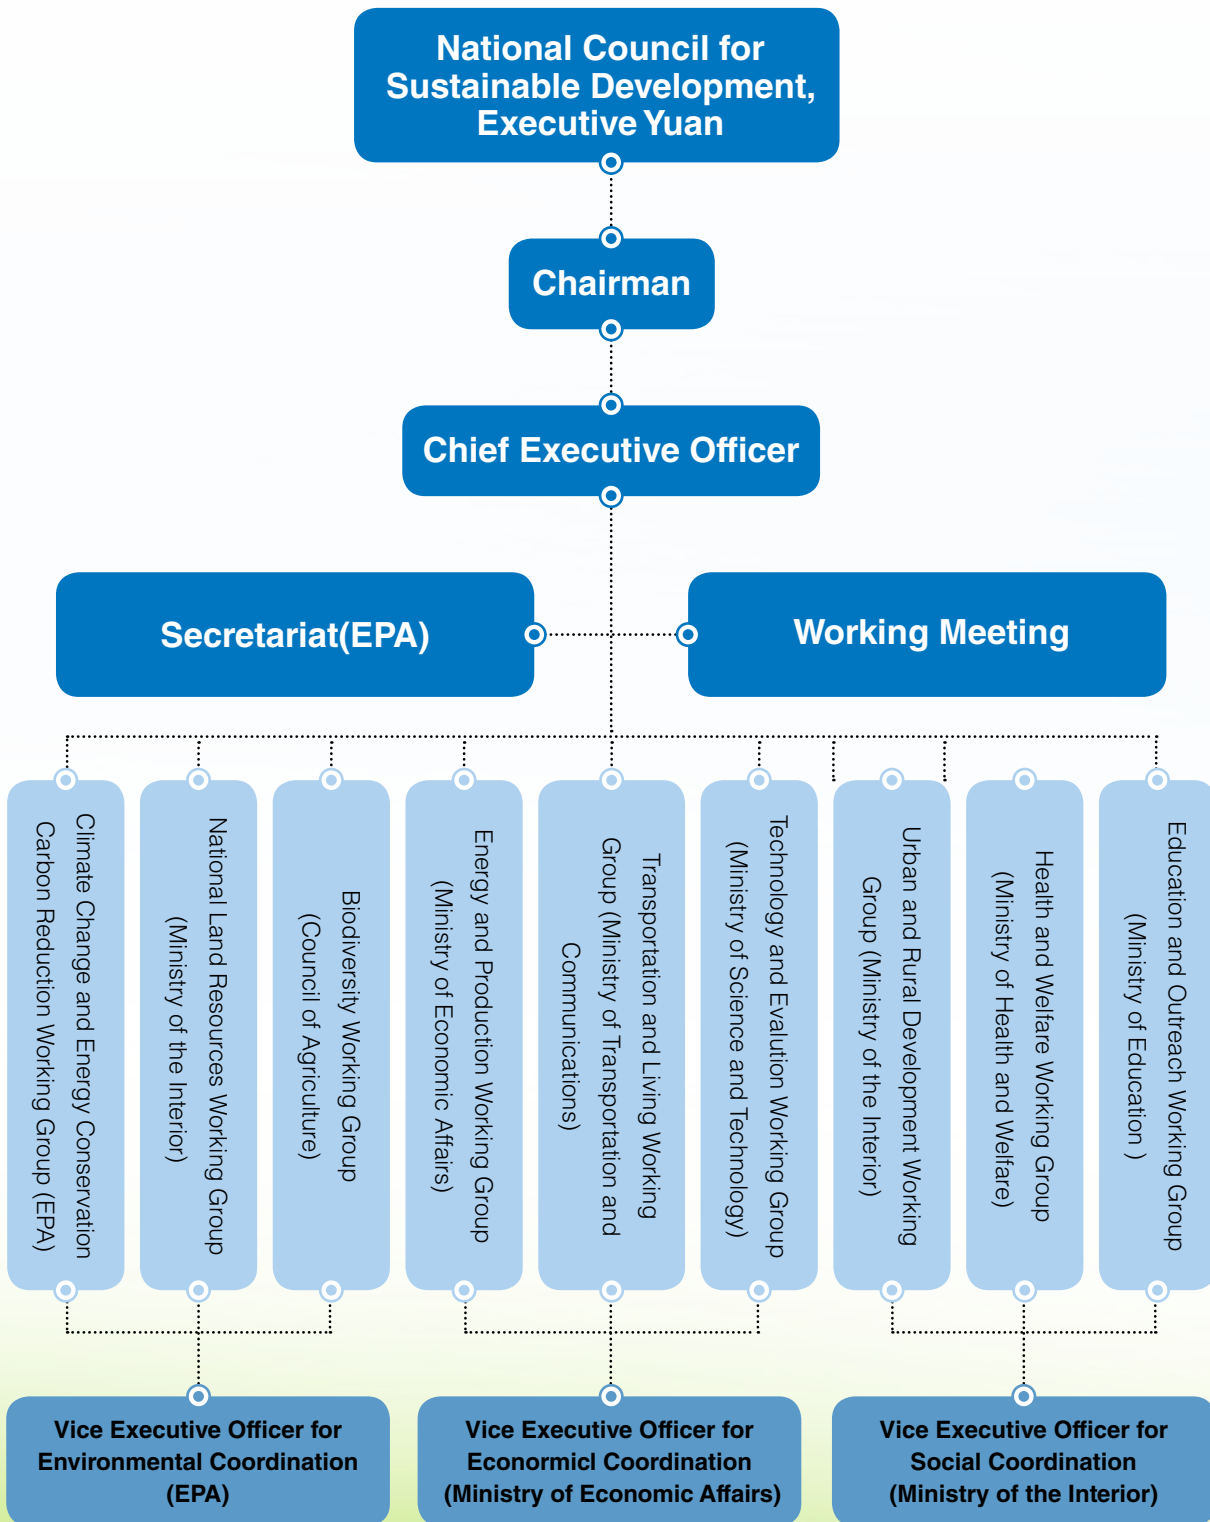 National Council for
Sustainable Development,
Executive Yuan
Chairman
Chief Executive Officer
Secretariat(EPA)
Working Meeting
Climate Change and Energy Conservation
Carbon Reduction Working Group (EPA)
National Land Resources Working Group
(Ministry of the Interior)
Biodiversity Working Group
(Council of Agriculture)
Energy and Production Working Group
(Ministry of Economic Affairs)
Transportation and Living Working
Group (Ministry of Transportation and
Communications)
Technology and Evalution Working Group
(Ministry of Science and Technology)
Urban and Rural Development Working
Group (Ministry of the Interior)
Health and Welfare Working Group
(Ministry of Health and Welfare)
Education and Outreach Working Group
(Ministry of Education )
Vice Executive Officer for
Environmental Coordination
(EPA)
Vice Executive Officer for
Econormicl Coordination
(Ministry of Economic Affairs)
Vice Executive Officer for
Social Coordination
(Ministry of the Interior)